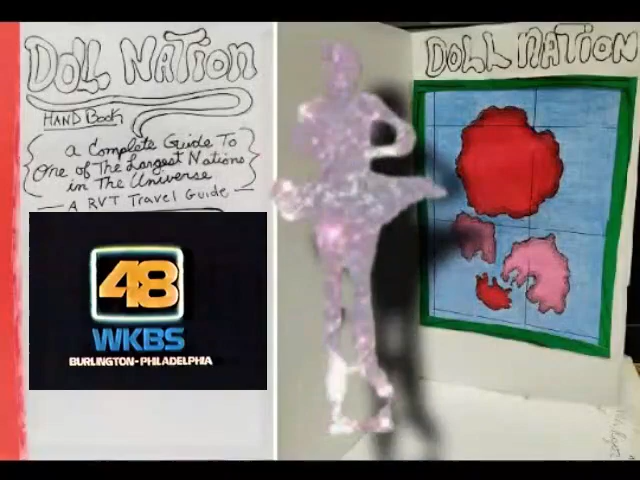 DOLL NATION
HAND Book
a Complete Guide To
One of The Largest Nations
in The Universe
— A RVT Travel Guide —
48
WKBS
BURLINGTON-PHILADELPHIA
DOLL NATION